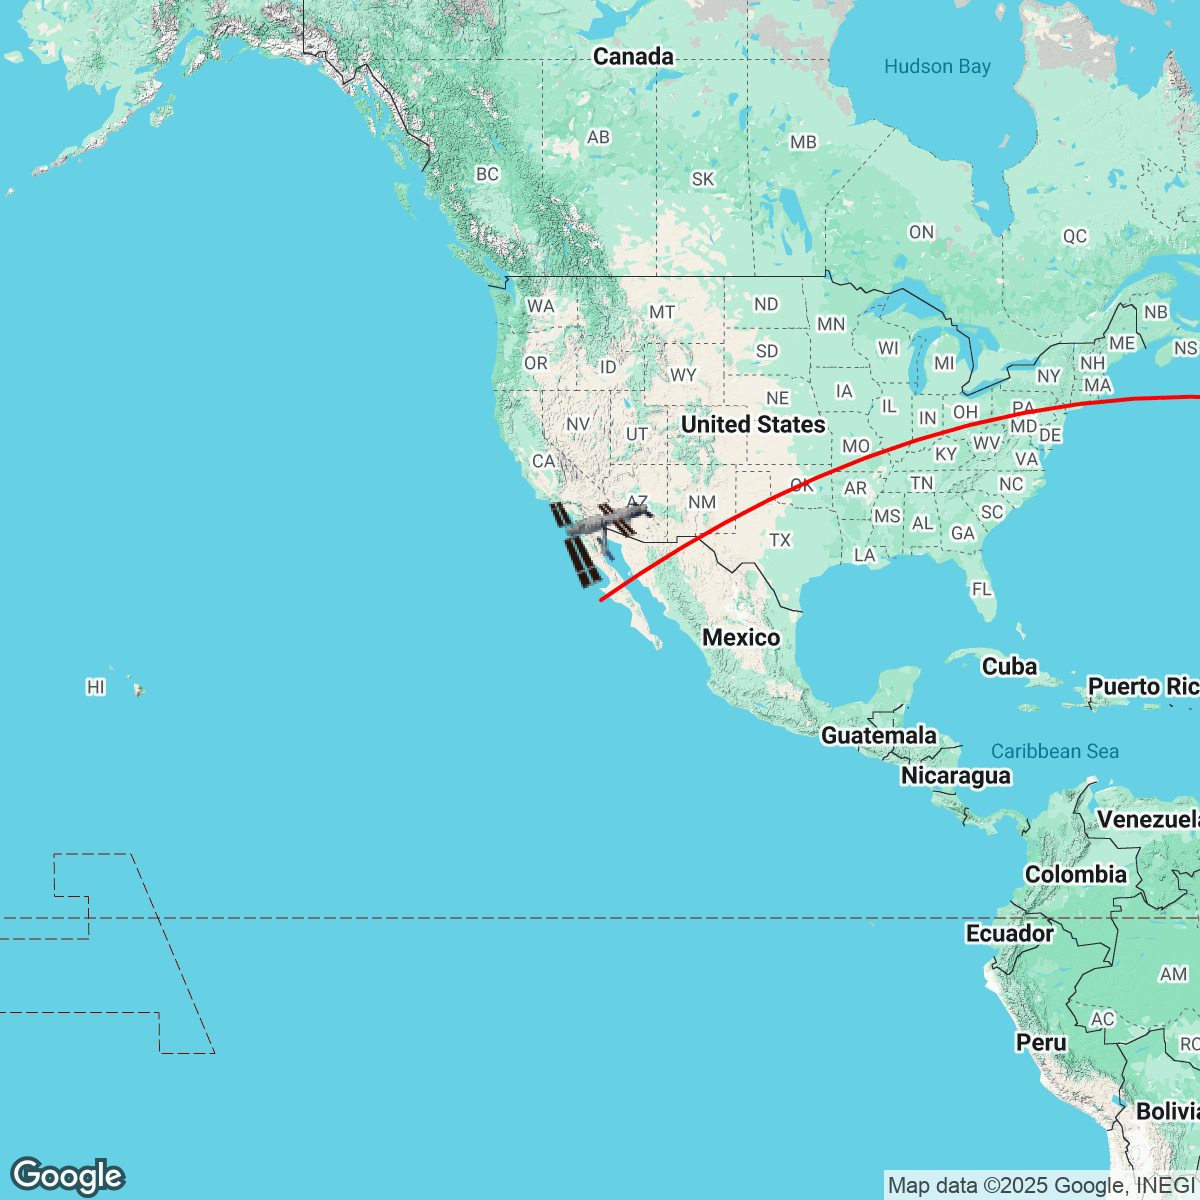 Canada
Hudson Bay
AB
MB
BC
SK
ON
QC
WA
MT
ND
MN
NB
ME
NS
OR
ID
SD
WI
MI
NH
WY
NY
MA
NE
IA
IL
IN
OH
PA
NV
UT
United States
MD
DE
CA
MO
KY
WV
VA
AZ
NM
OK
AR
TN
NC
MS
AL
SC
TX
GA
LA
FL
Mexico
Cuba
HI
Puerto Ric
Guatemala
Caribbean Sea
Nicaragua
Venezuela
Colombia
Ecuador
AM
AC
Peru
RO
Bolivia
Google
Map data ©2025 Google, INEGI